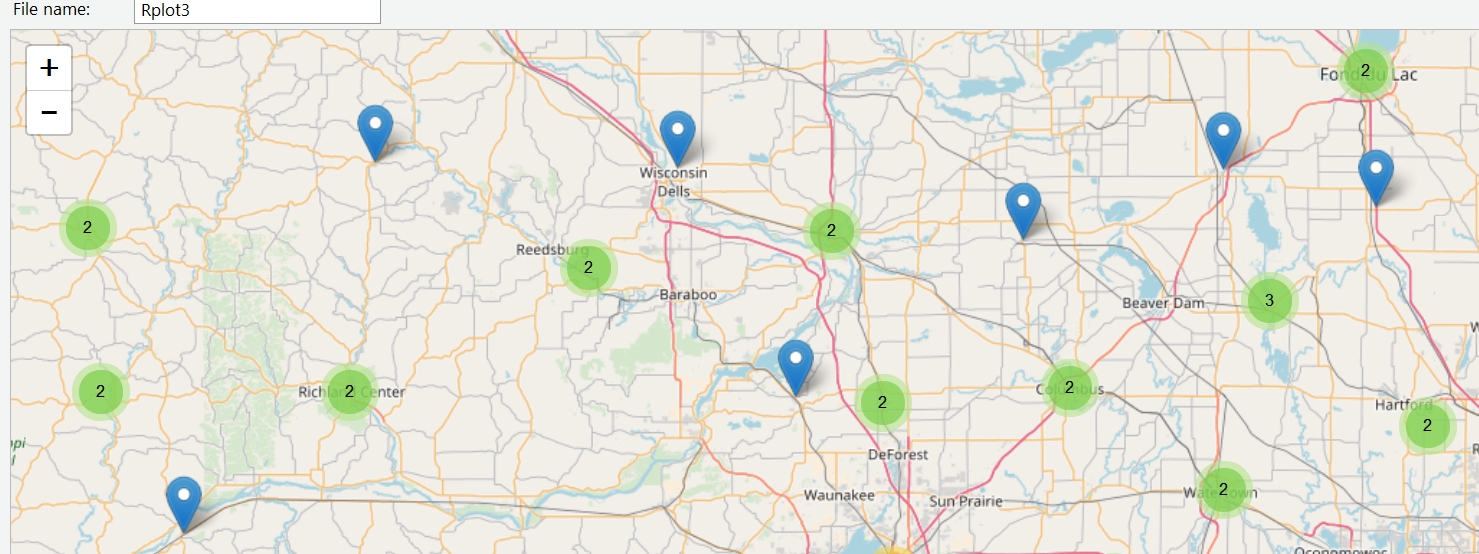 File name: Rplot3
+
−
2
Fond du Lac
Wisconsin
Dells
2
2
Reedsburg
2
Baraboo
3
Beaver Dam
2
Richland Center
2
2
Columbus
2
Hartford
2
DeForest
2
Watertown
Waunakee
Sun Prairie
Oconomowoc